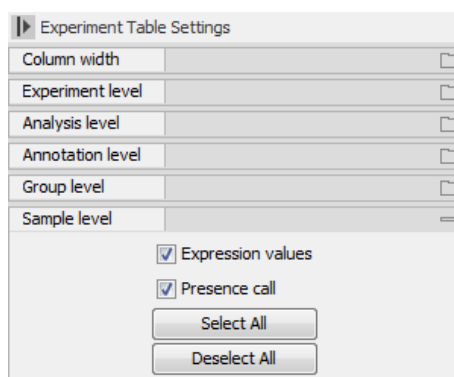 Experiment Table Settings
Column width
Experiment level
Analysis level
Annotation level
Group level
Sample level
Expression values
Presence call
Select All
Deselect All